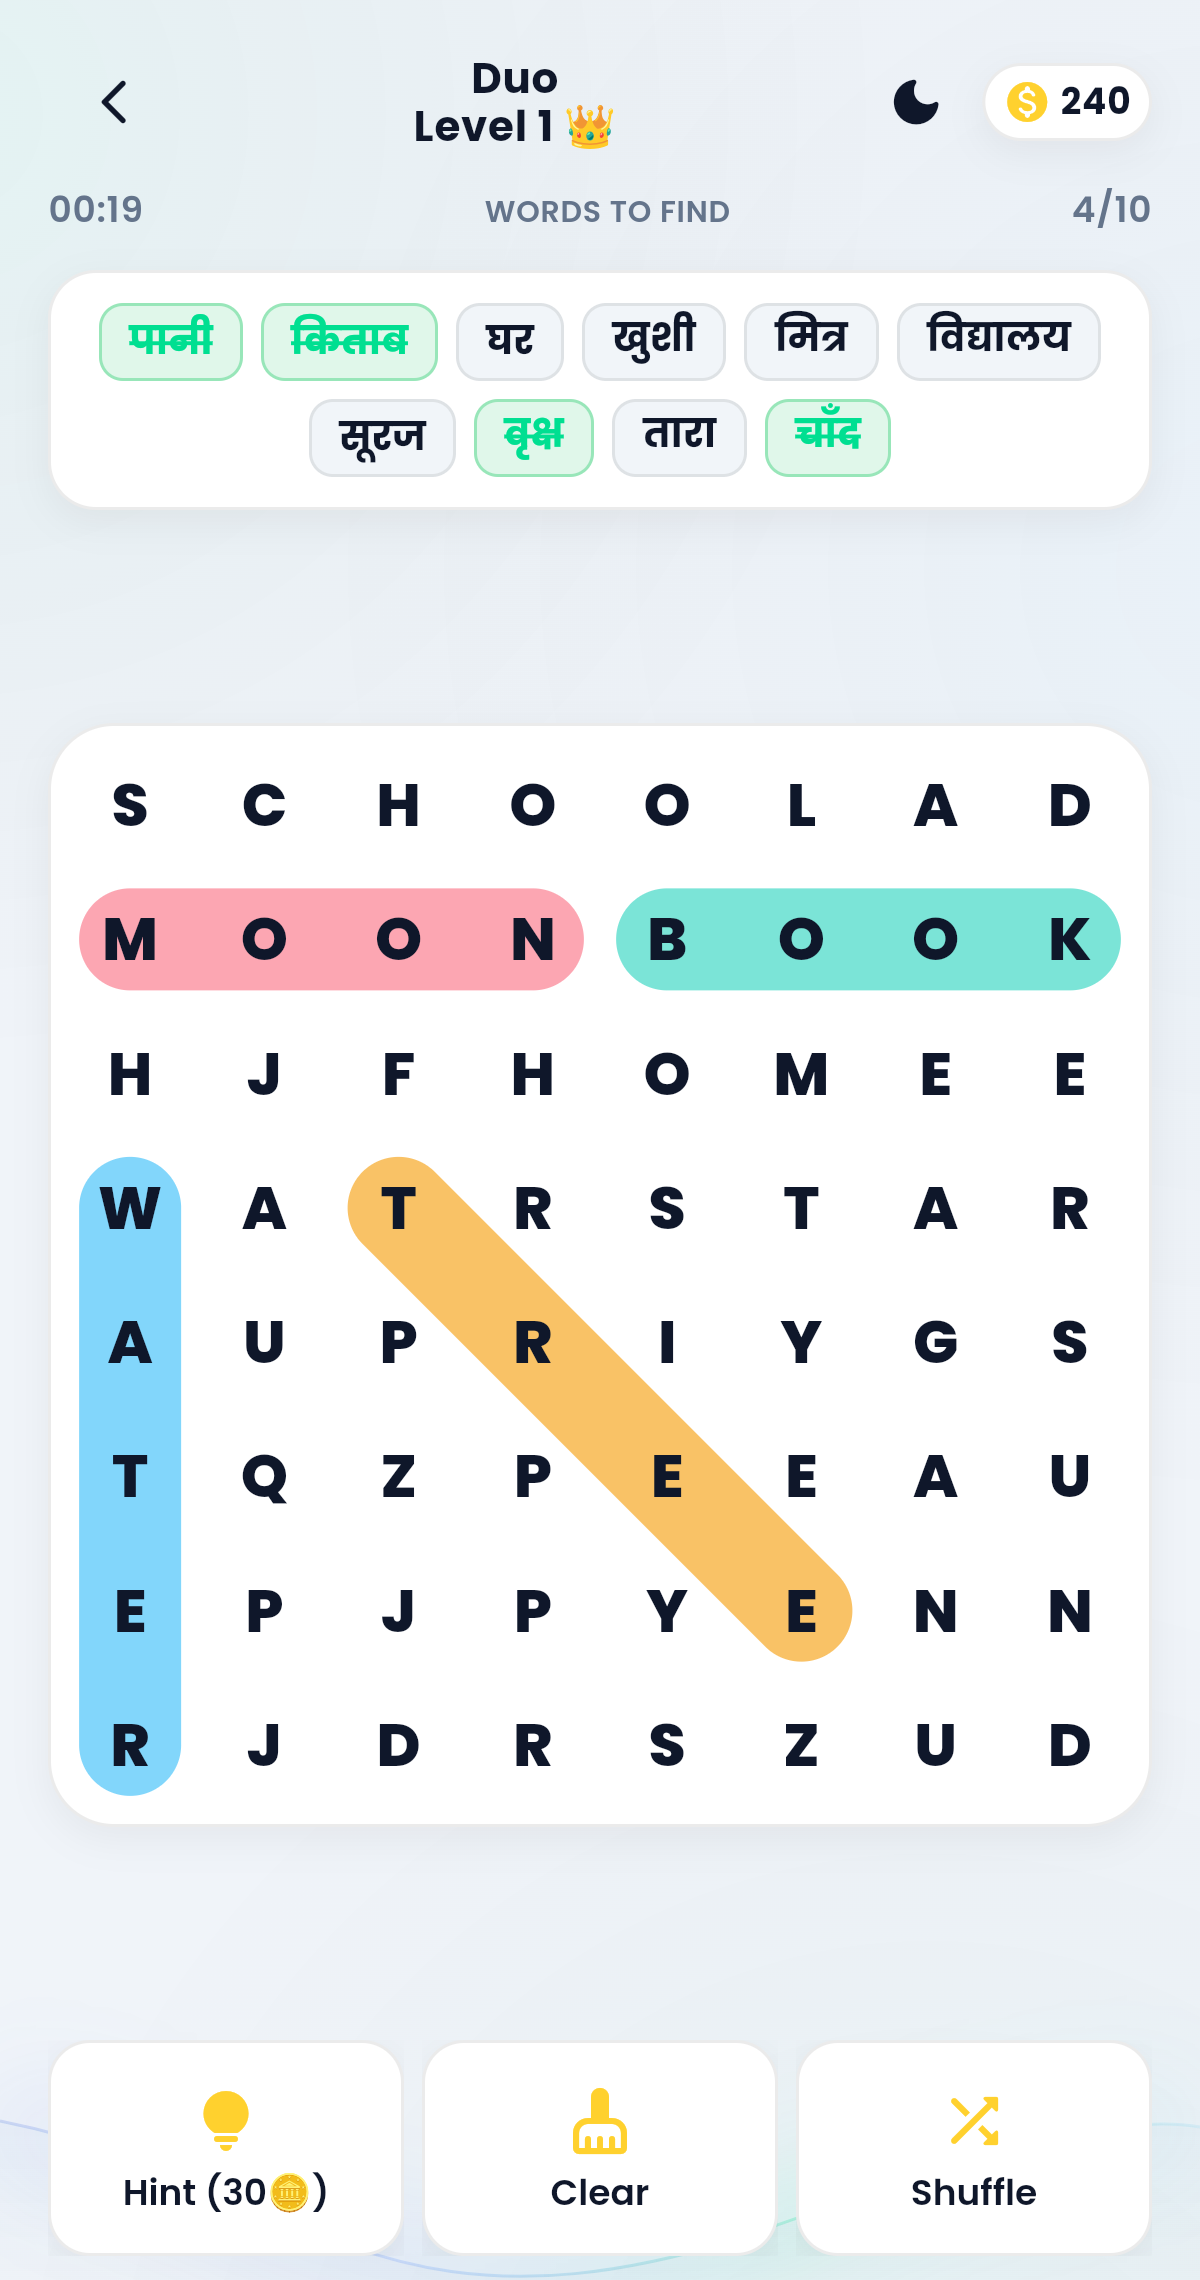 Duo
Level 1 👑
240
00:19 WORDS TO FIND 4/10
पानी किताब घर खुशी मित्र विद्यालय
सूरज वृक्ष तारा चाँद
S C H O O L A D
M O O N B O O K
H J F H O M E E
W A T R S T A R
A U P R I Y G S
T Q Z P E E A U
E P J P Y E N N
R J D R S Z U D
Hint (30🪙) Clear Shuffle